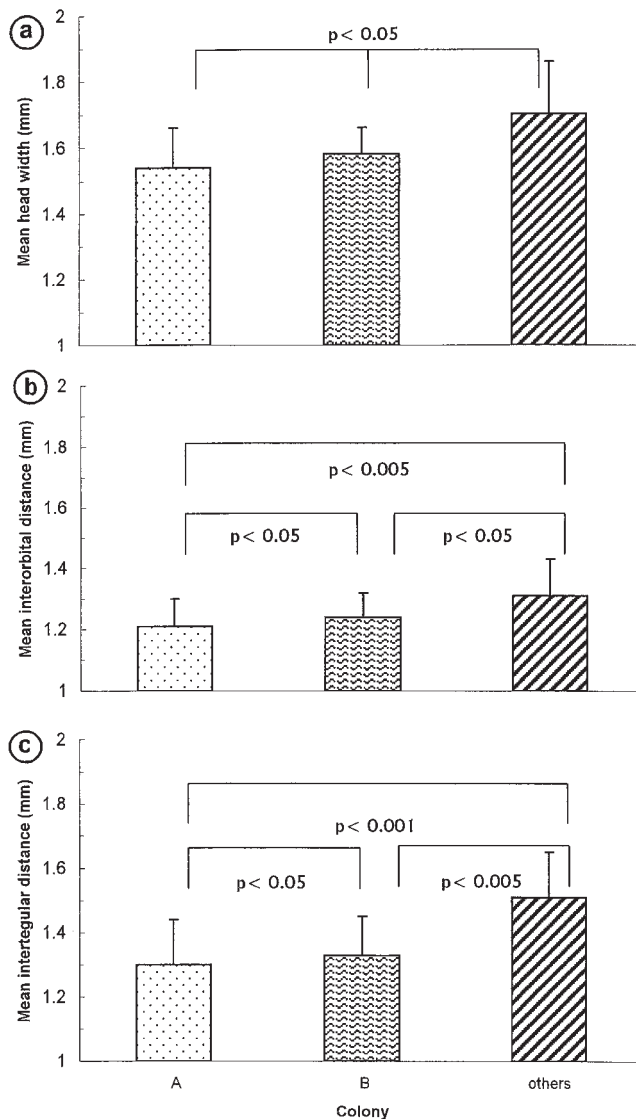 a
2
p< 0.05
1.8
1.6
1.4
1.2
1
Mean head width (mm)
b
2
1.8
p< 0.005
1.6
p< 0.05 p< 0.05
1.4
1.2
1
Mean interorbital distance (mm)
c
2
1.8
p< 0.001
1.6
p< 0.05 p< 0.005
1.4
1.2
1
Mean intertegular distance (mm)
A B others
Colony